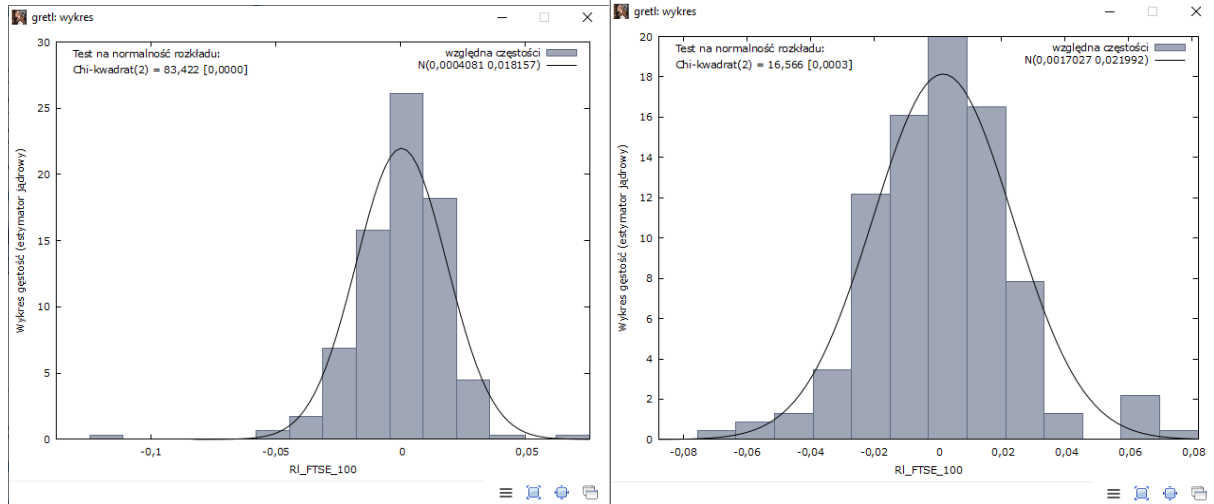 gretl: wykres
Test na normalność rozkładu:
Chi-kwadrat(2) = 83,422 [0,0000]
względna częstości
N(0,0004081 0,018157)
Wykres gęstość (estymator jądrowy)
30
25
20
15
10
5
0
-0,1
-0,05
0
0,05
Rl_FTSE_100
gretl: wykres
Test na normalność rozkładu:
Chi-kwadrat(2) = 16,566 [0,0003]
względna częstości
N(0,0017027 0,021992)
Wykres gęstość (estymator jądrowy)
20
18
16
14
12
10
8
6
4
2
0
-0,08
-0,06
-0,04
-0,02
0
0,02
0,04
0,06
0,08
Rl_FTSE_100